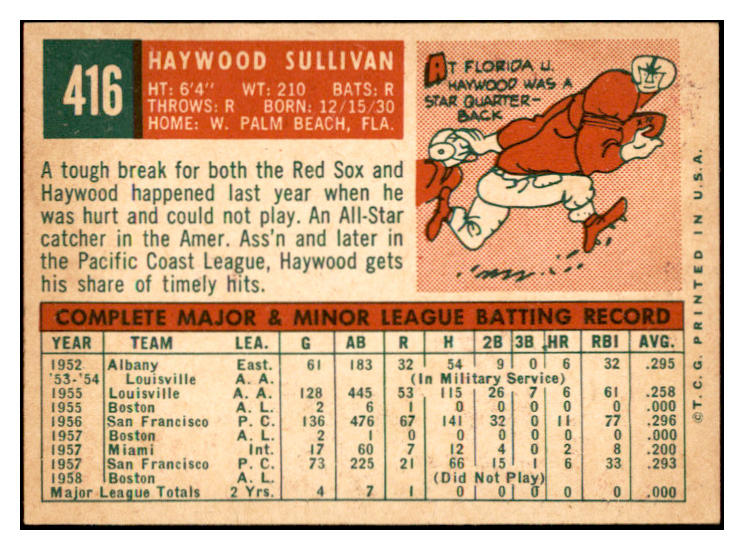 416
HAYWOOD SULLIVAN
HT: 6'4" WT: 210 BATS: R
THROWS: R BORN: 12/15/30
HOME: W. PALM BEACH, FLA.
AT FLORIDA U.
HAYWOOD WAS A
STAR QUARTER-
BACK
A tough break for both the Red Sox and
Haywood happened last year when he
was hurt and could not play. An All-Star
catcher in the Amer. Ass'n and later in
the Pacific Coast League, Haywood gets
his share of timely hits.
COMPLETE MAJOR & MINOR LEAGUE BATTING RECORD
YEAR TEAM LEA. G AB R H 2B 3B HR RBI AVG.
1952 Albany East. 61 183 32 54 9 0 6 32 .295
'53-'54 Louisville A. A. (In Military Service)
1955 Louisville A. A. 128 445 53 115 26 7 6 61 .258
1955 Boston A. L. 2 6 1 0 0 0 0 0 .000
1956 San Francisco P. C. 136 476 67 141 32 0 11 77 .296
1957 Boston A. L. 2 1 0 0 0 0 0 0 .000
1957 Miami Int. 17 60 7 12 4 0 2 8 .200
1957 San Francisco P. C. 73 225 21 66 15 1 6 33 .293
1958 Boston A. L. (Did Not Play)
Major League Totals 2 Yrs. 4 7 1 0 0 0 0 0 .000
© T. C. G. PRINTED IN U.S.A.